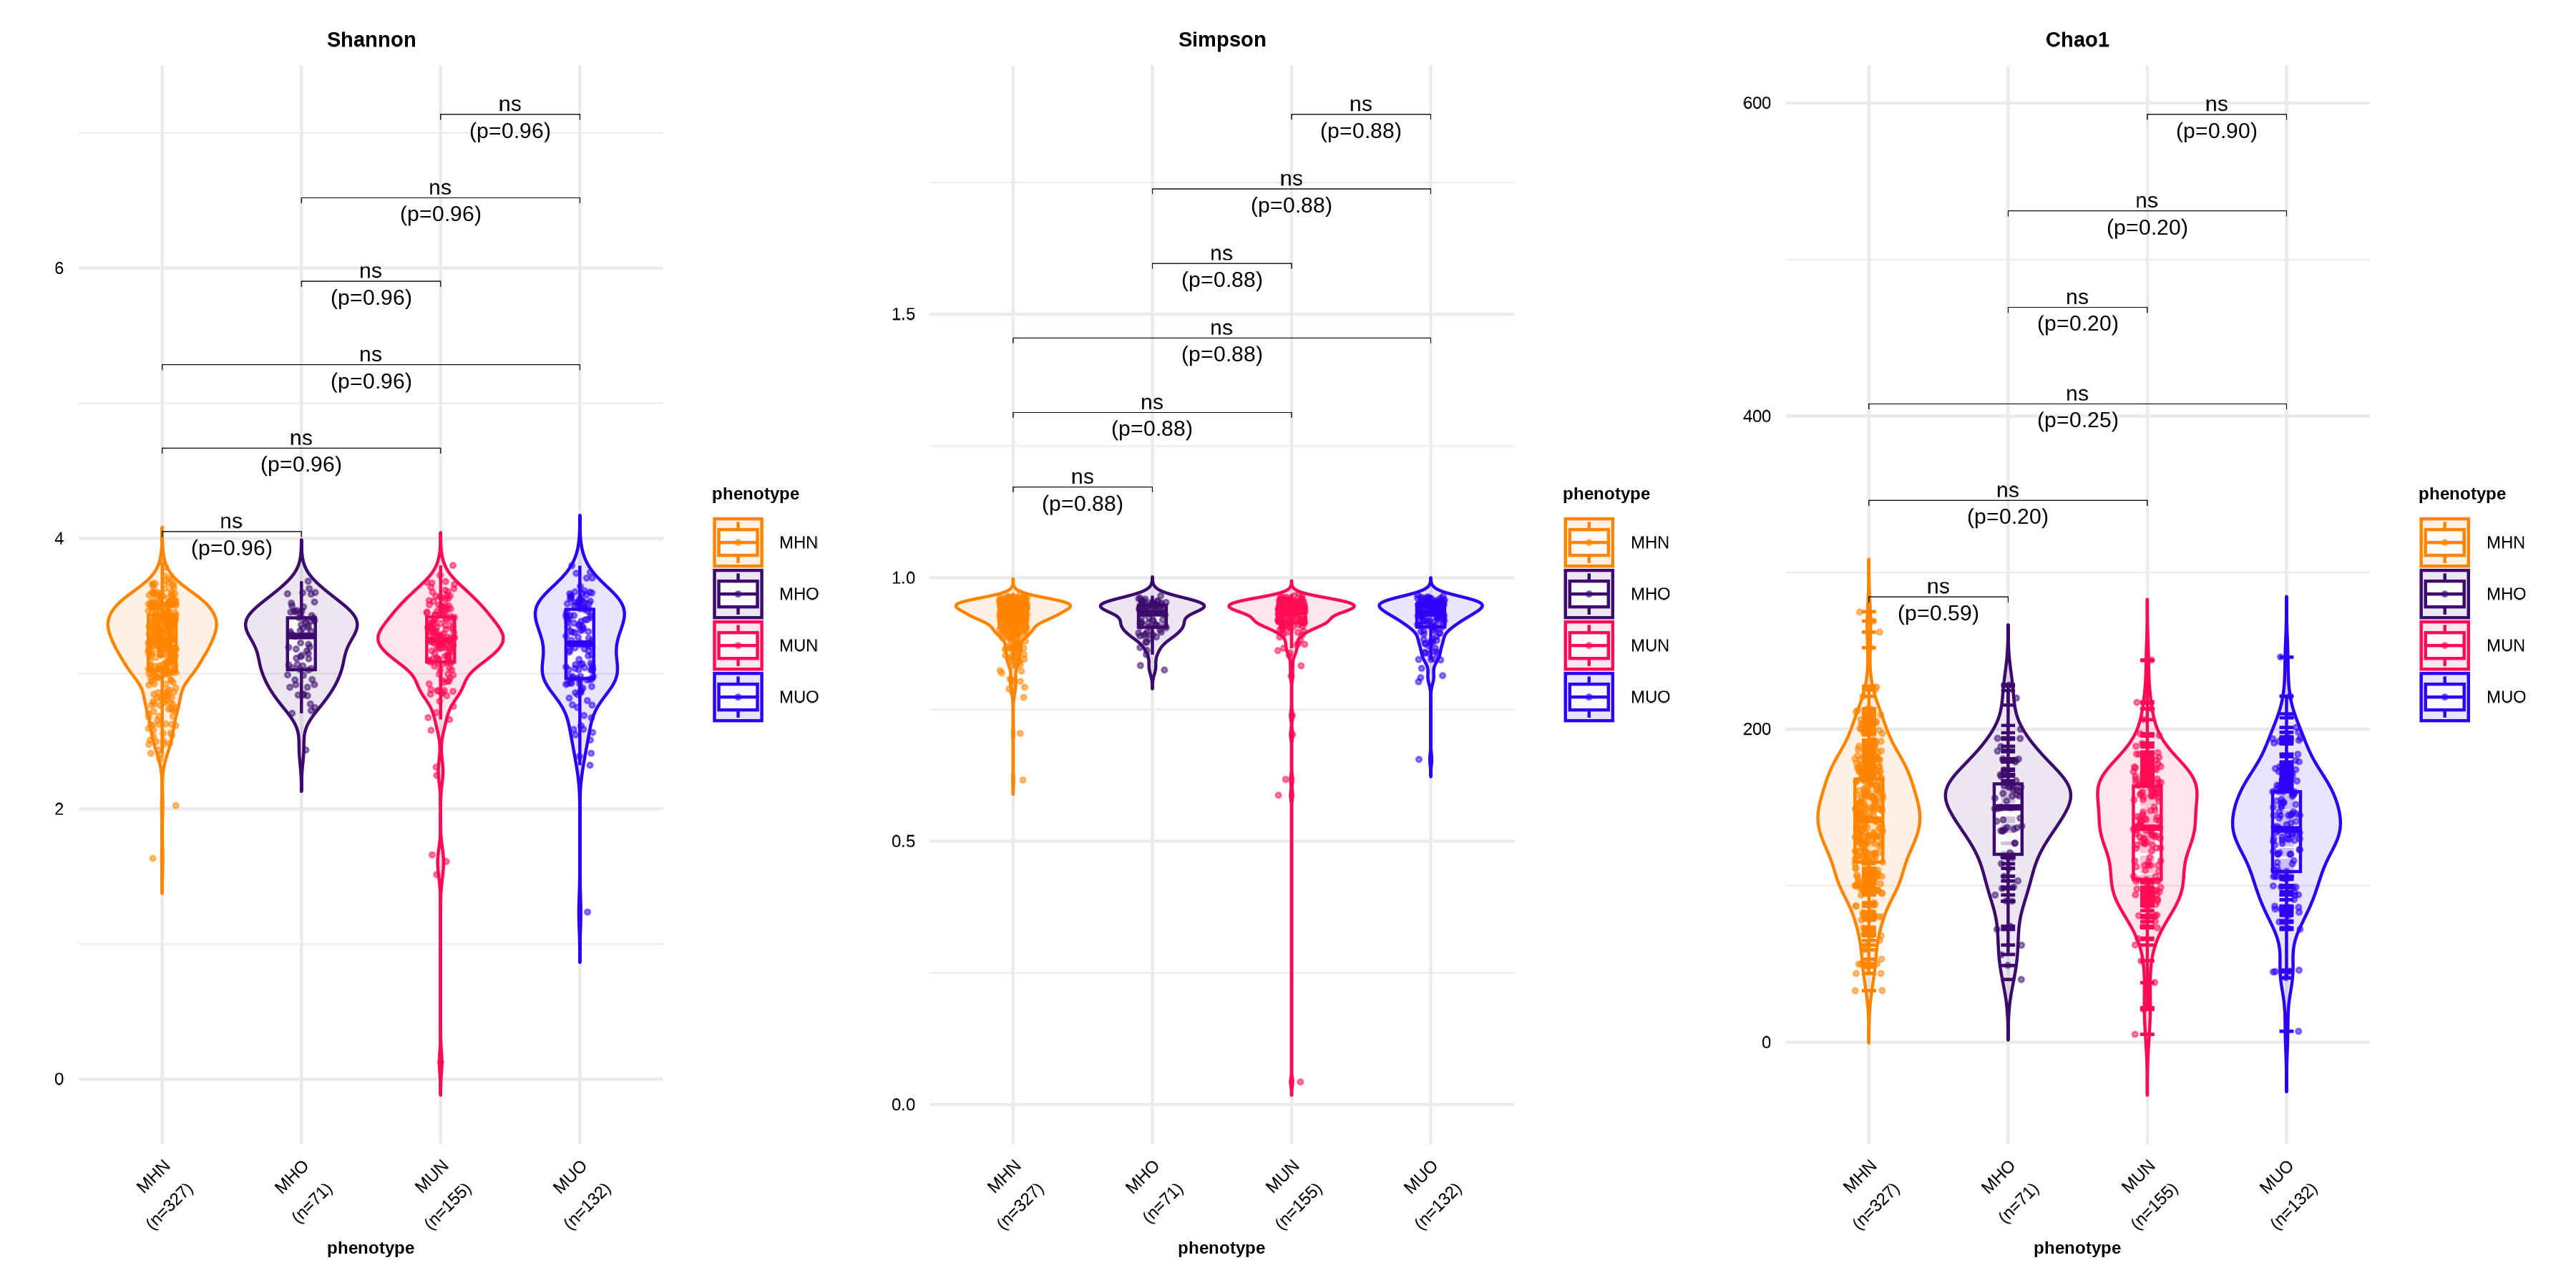 Shannon
ns
(p=0.96)
ns
(p=0.96)
ns
(p=0.96)
ns
(p=0.96)
ns
(p=0.96)
ns
(p=0.96)
6
4
2
0
MHN
(n=327)
MHO
(n=71)
MUN
(n=155)
MUO
(n=132)
phenotype
phenotype
MHN
MHO
MUN
MUO
Simpson
ns
(p=0.88)
ns
(p=0.88)
ns
(p=0.88)
ns
(p=0.88)
ns
(p=0.88)
ns
(p=0.88)
1.5
1.0
0.5
0.0
MHN
(n=327)
MHO
(n=71)
MUN
(n=155)
MUO
(n=132)
phenotype
phenotype
MHN
MHO
MUN
MUO
Chao1
ns
(p=0.90)
ns
(p=0.20)
ns
(p=0.20)
ns
(p=0.25)
ns
(p=0.20)
ns
(p=0.59)
600
400
200
0
MHN
(n=327)
MHO
(n=71)
MUN
(n=155)
MUO
(n=132)
phenotype
phenotype
MHN
MHO
MUN
MUO